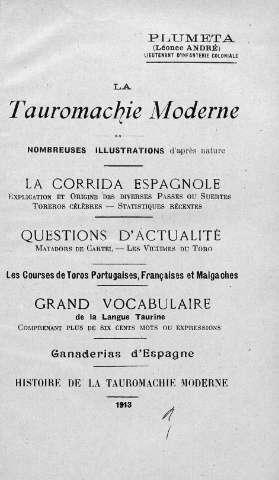 PLUMETA
(Léonce ANDRÉ)
LIEUTENANT D'INFANTERIE COLONIALE
LA
Tauromachie Moderne
NOMBREUSES ILLUSTRATIONS d'après nature
LA CORRIDA ESPAGNOLE
EXPLICATION ET ORIGINE DES DIVERSES PASSES OU SUERTES
TOREROS CÉLÈBRES — STATISTIQUES RÉCENTES
QUESTIONS D'ACTUALITÉ
MATADORS DE CARTEL — LES VICTIMES DU TORO
Les Courses de Toros Portugaises, Françaises et Malgaches
GRAND VOCABULAIRE
de la Langue Taurine
COMPRENANT PLUS DE SIX CENTS MOTS OU EXPRESSIONS
Ganaderias d'Espagne
HISTOIRE DE LA TAUROMACHIE MODERNE
1913